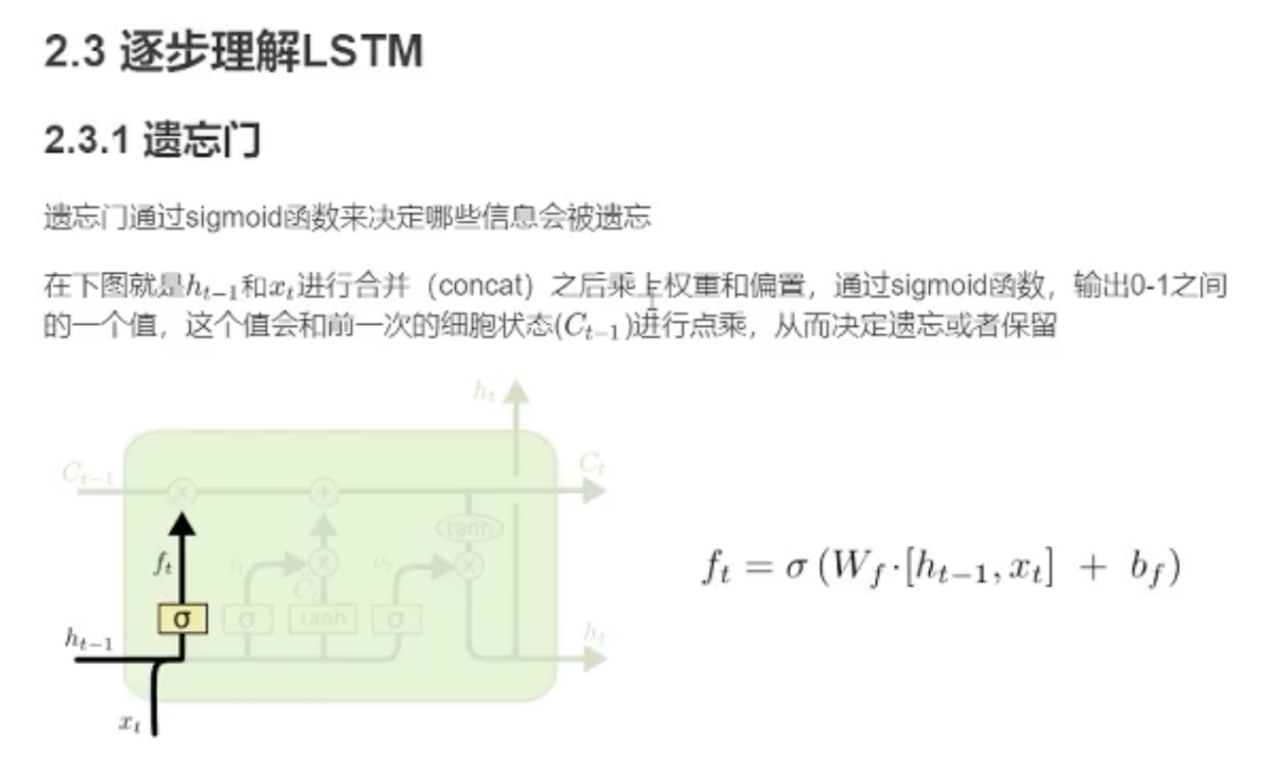 2.3 逐步理解LSTM
2.3.1 遗忘门
遗忘门通过sigmoid函数来决定哪些信息会被遗忘
在下图就是h_{t-1}和x_t进行合并（concat）之后乘上权重和偏置，通过sigmoid函数，输出0-1之间
的一个值，这个值会和前一次的细胞状态(C_{t-1})进行点乘，从而决定遗忘或者保留
h_t
C_{t-1}
C_t
tanh
f_t
i_t
o_t
C̃_t
f_t = σ(W_f·[h_{t-1}, x_t] + b_f)
σ
σ
tanh
σ
h_{t-1}
h_t
x_t